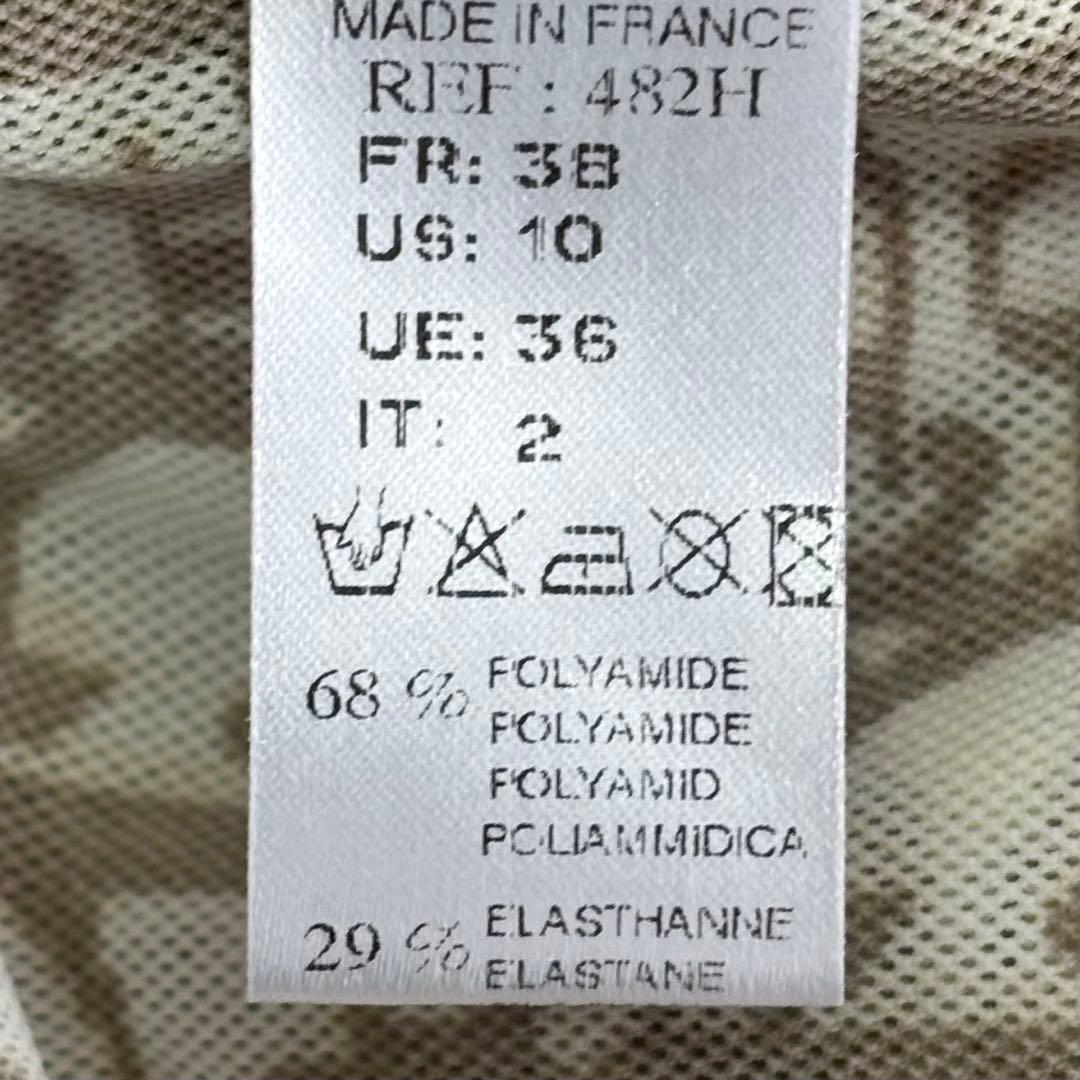 MADE IN FRANCE
REF : 482H
FR: 38
US: 10
UE: 36
IT: 2
68 % POLYAMIDE
POLYAMIDE
POLYAMID
POLIAMMIDICA
29 % ELASTHANNE
ELASTANE